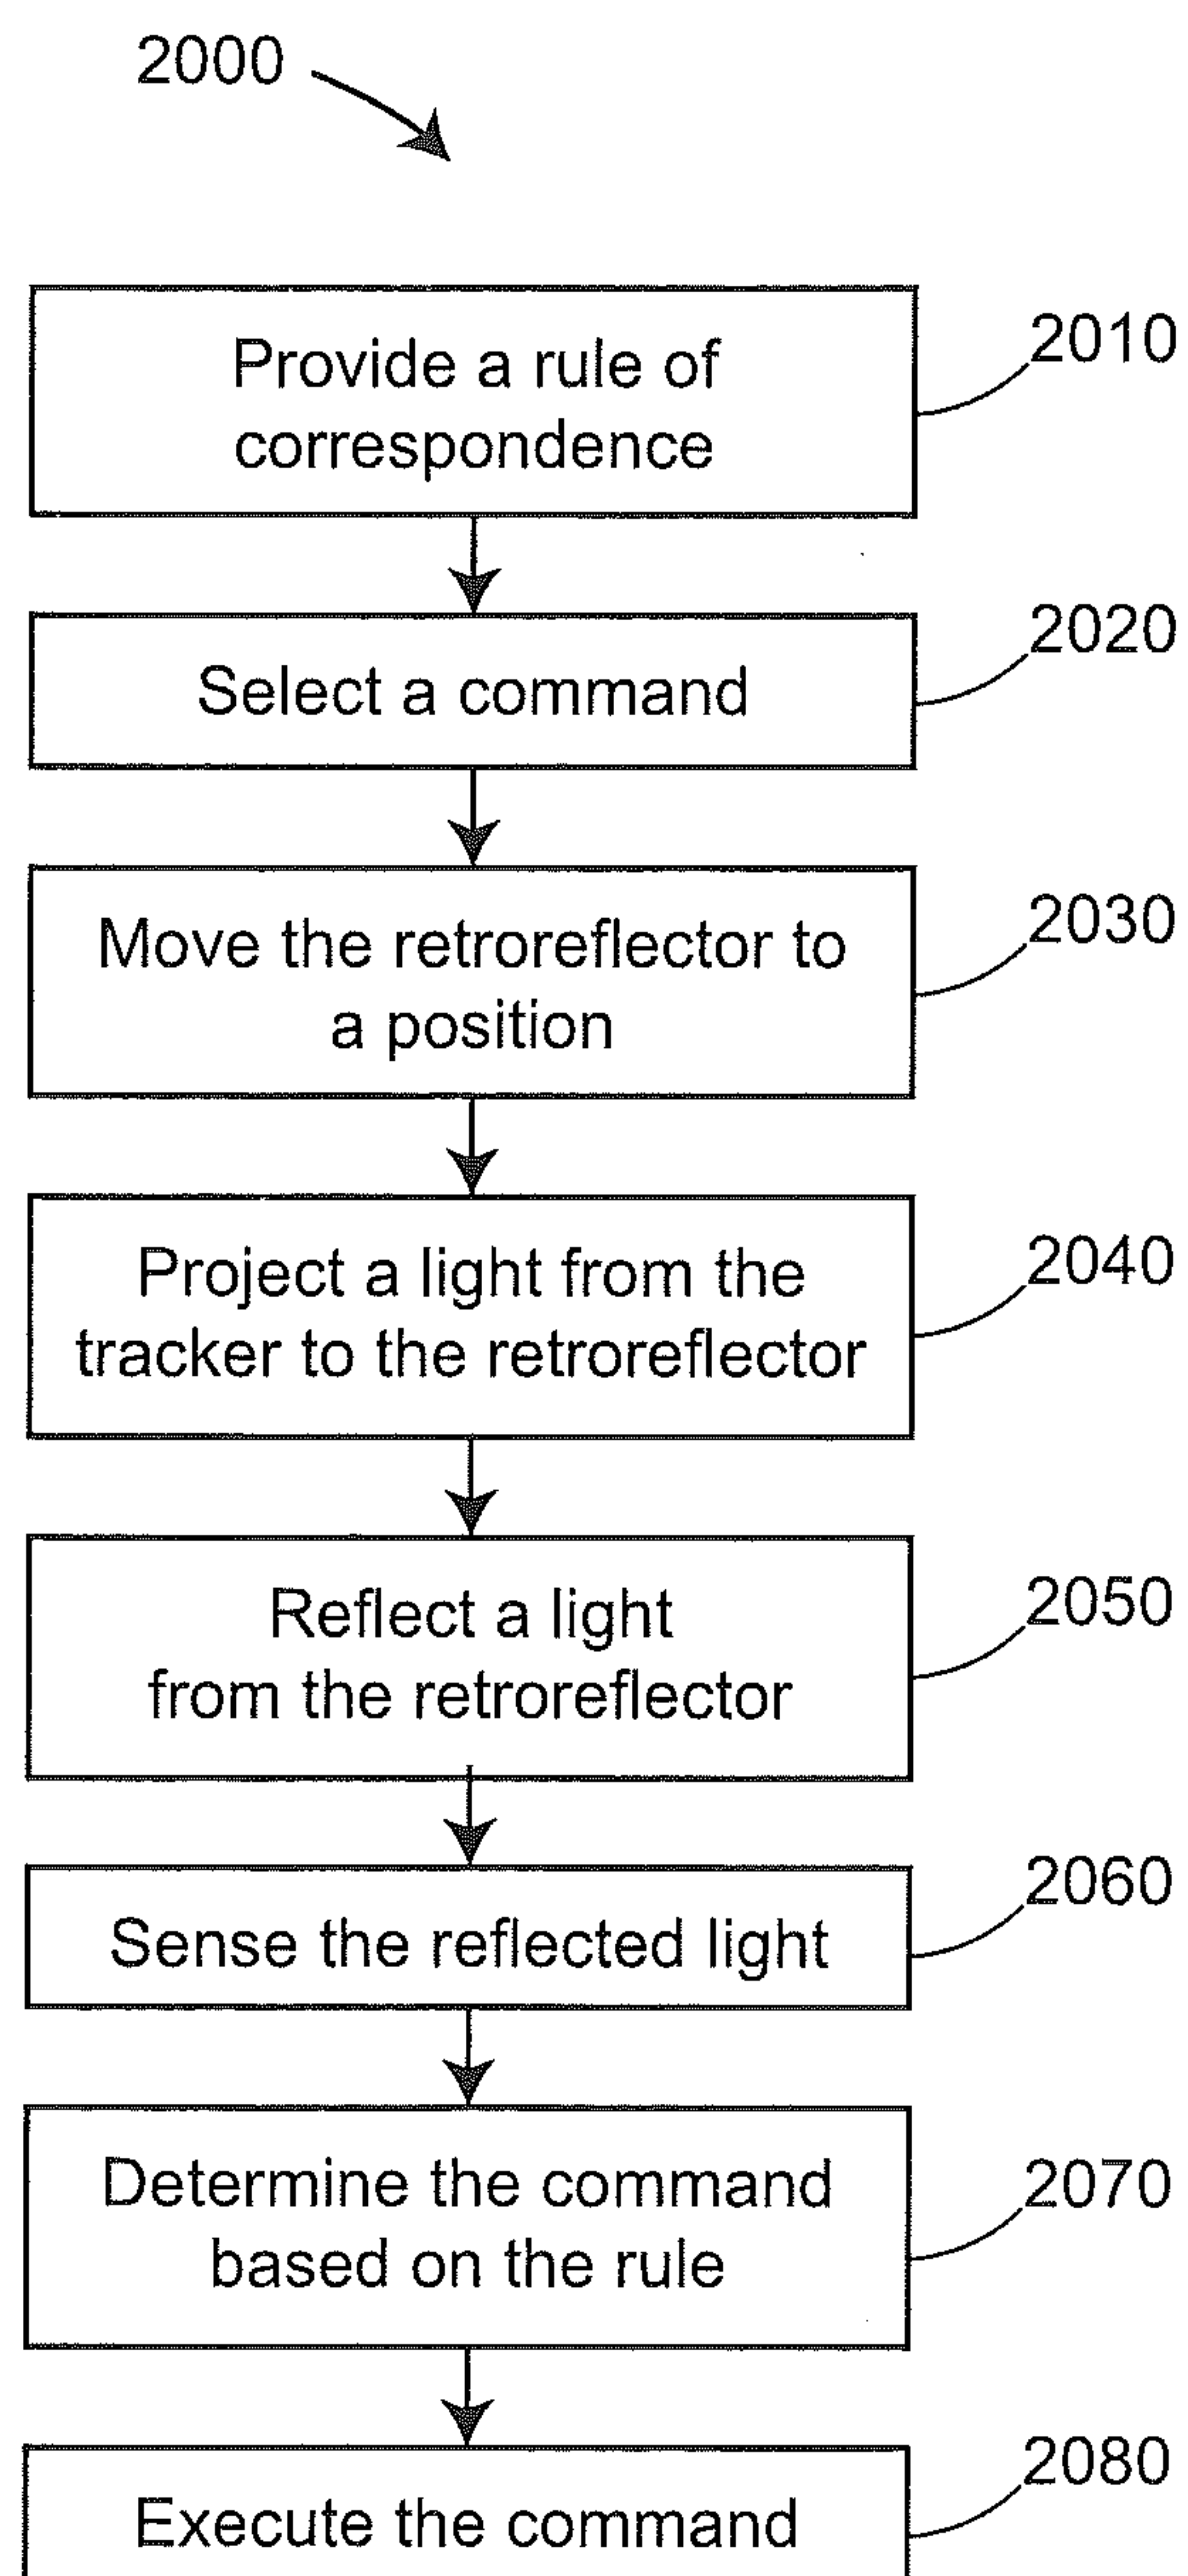 2000
Provide a rule of
correspondence
2010
Select a command
2020
Move the retroreflector to
a position
2030
Project a light from the
tracker to the retroreflector
2040
Reflect a light
from the retroreflector
2050
Sense the reflected light
2060
Determine the command
based on the rule
2070
Execute the command
2080